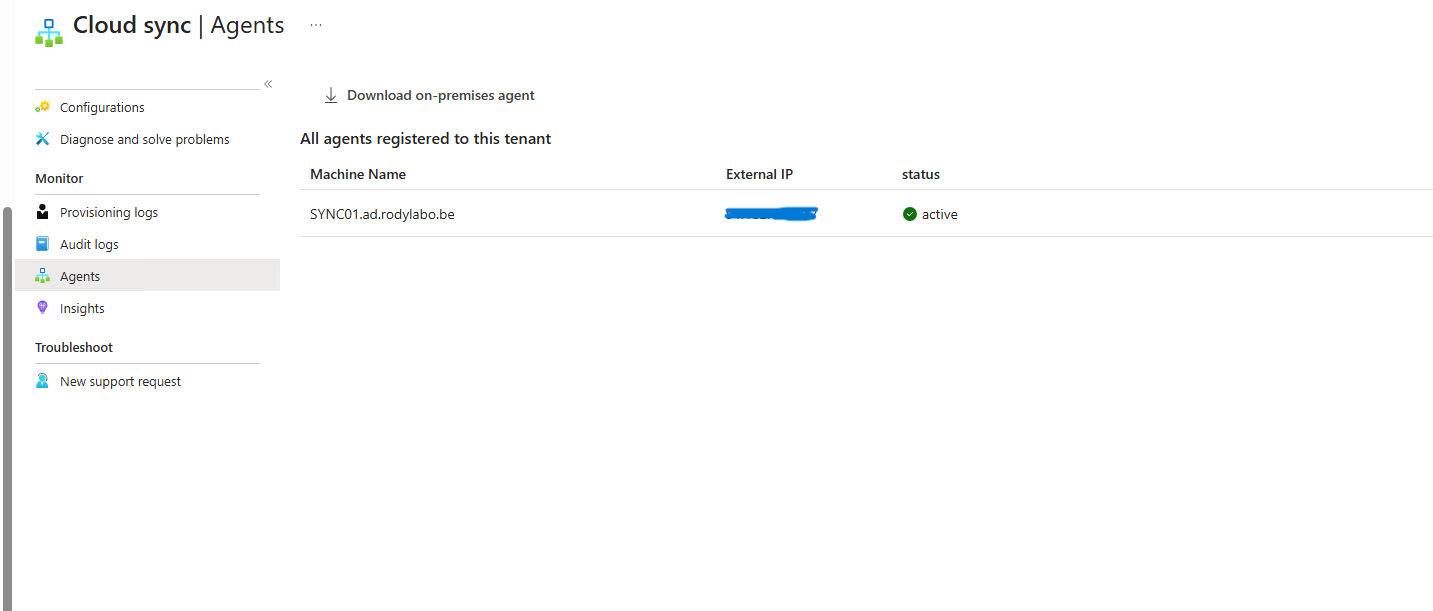 Cloud sync | Agents ...
«
Configurations
Diagnose and solve problems
Monitor
Provisioning logs
Audit logs
Agents
Insights
Troubleshoot
New support request
Download on-premises agent
All agents registered to this tenant
Machine Name External IP status
SYNC01.ad.rodylabo.be active